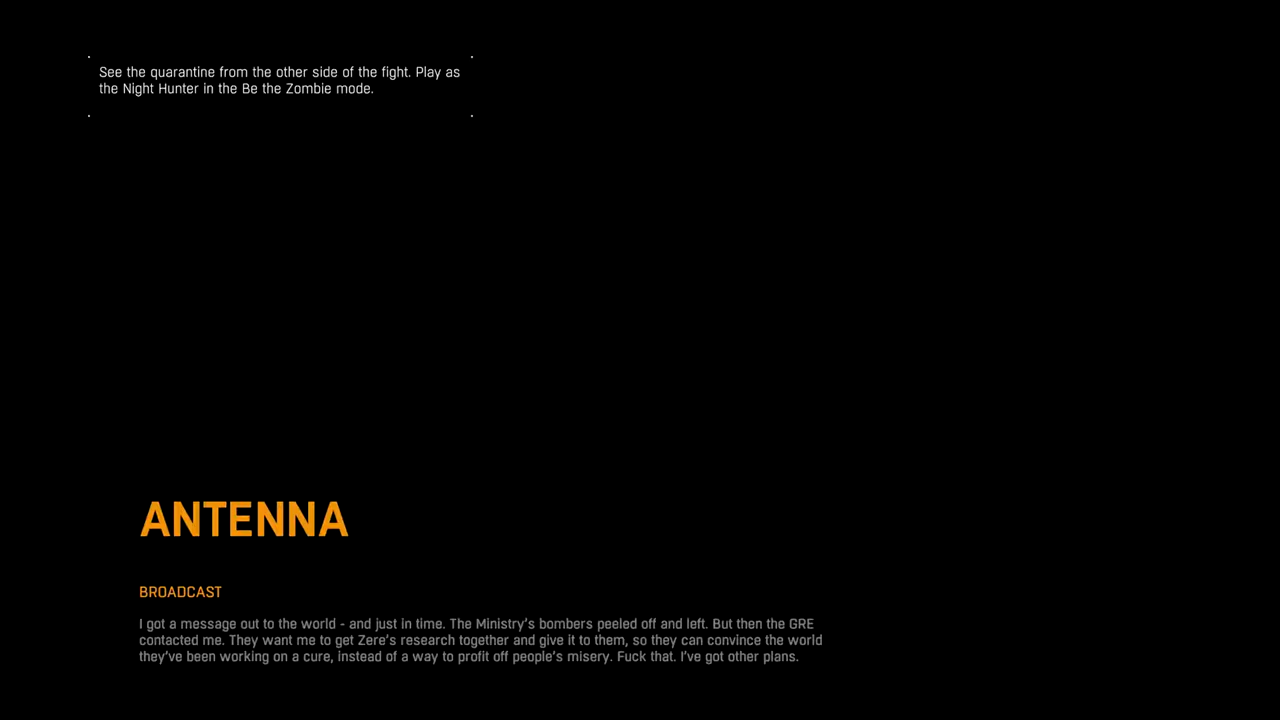 See the quarantine from the other side of the fight. Play as
the Night Hunter in the Be the Zombie mode.
ANTENNA
BROADCAST
I got a message out to the world - and just in time. The Ministry's bombers peeled off and left. But then the GRE
contacted me. They want me to get Zere's research together and give it to them, so they can convince the world
they've been working on a cure, instead of a way to profit off people's misery. Fuck that. I've got other plans.